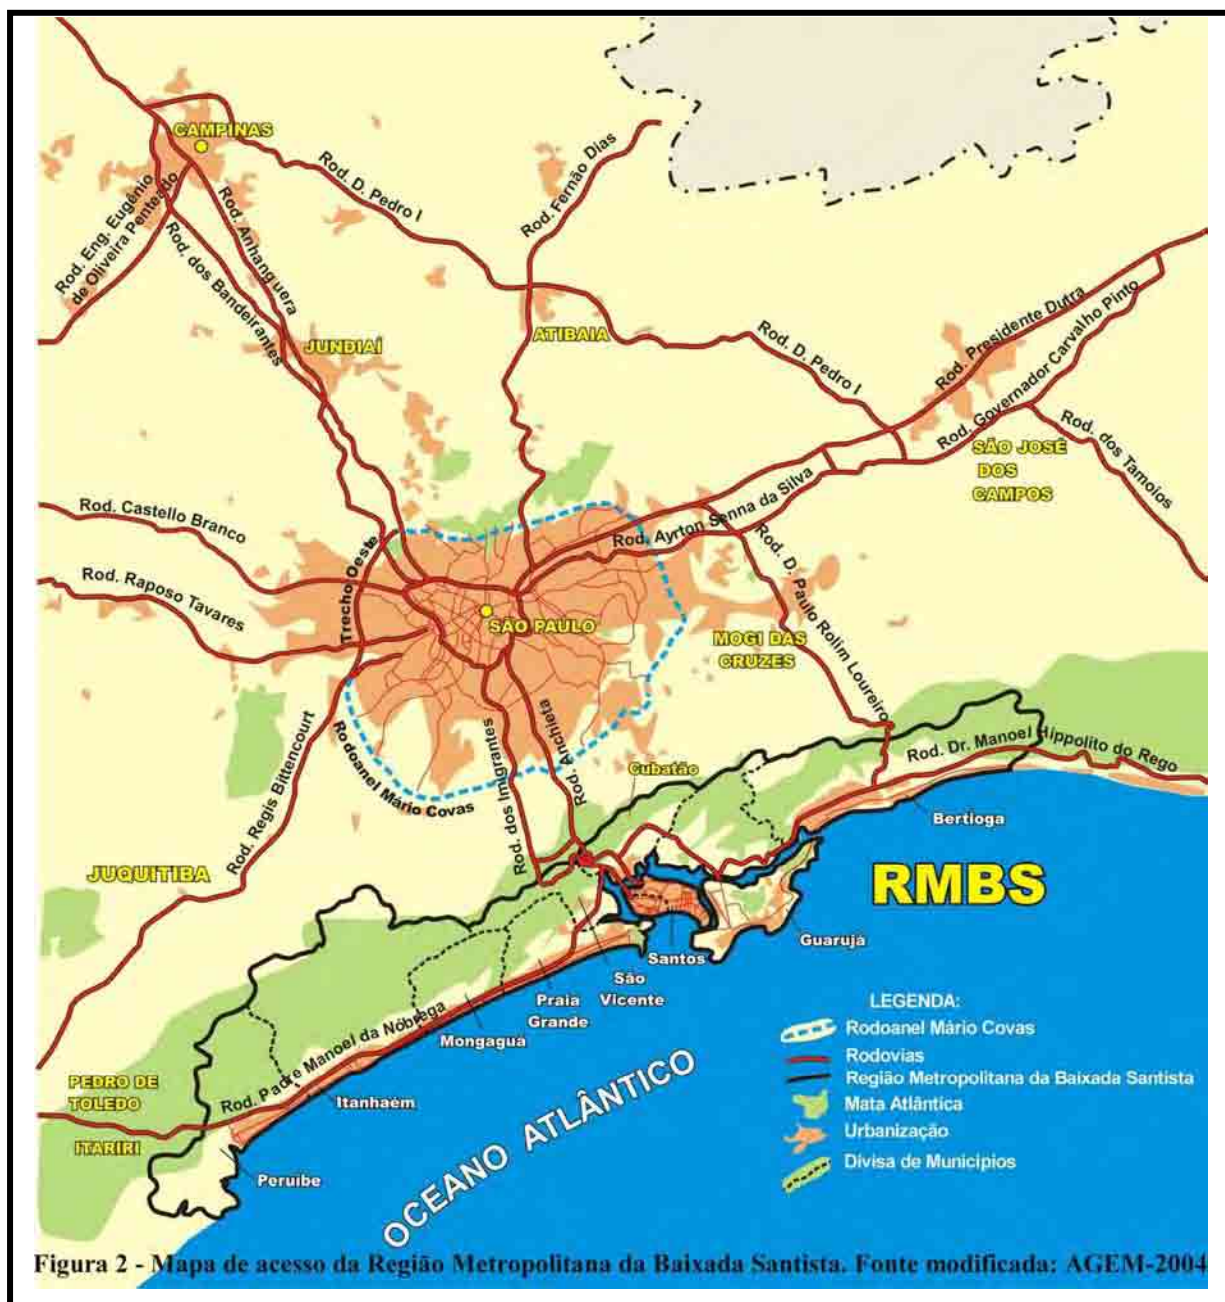 CAMPINAS
Rod. Eng. Eugênio
de Oliveira Penteado
Rod. dos Bandeirantes
Rod. Anhanguera
Rod. D. Pedro I
Rod. Fernão Dias
JUNDIAÍ
ATIBAIA
Rod. D. Pedro I
Rod. Presidente Dutra
Rod. Governador Carvalho Pinto
SÃO JOSÉ
DOS
CAMPOS
Rod. dos Tamoios
Rod. Castello Branco
Rod. Raposo Tavares
Trecho Oeste
Rod. Ayrton Senna da Silva
Rod. D. Paulo Rolim Loureiro
SÃO PAULO
MOGI DAS
CRUZES
Rod. Regis Bittencourt
Rodoanel Mário Covas
Rod. dos Imigrantes
Rod. Anchieta
Cubatão
Rod. Dr. Manoel Hippolito do Rego
Bertioga
JUQUITIBA
RMBS
Guarujá
Santos
São
Vicente
Praia
Grande
Mongaguá
Rod. Padre Manoel da Nóbrega
Itanhaém
PEDRO DE
TOLEDO
ITARIRI
Peruíbe
OCEANO ATLÂNTICO
LEGENDA:
Rodoanel Mário Covas
Rodovias
Região Metropolitana da Baixada Santista
Mata Atlântica
Urbanização
Divisa de Municípios
Figura 2 - Mapa de acesso da Região Metropolitana da Baixada Santista. Fonte modificada: AGEM-2004